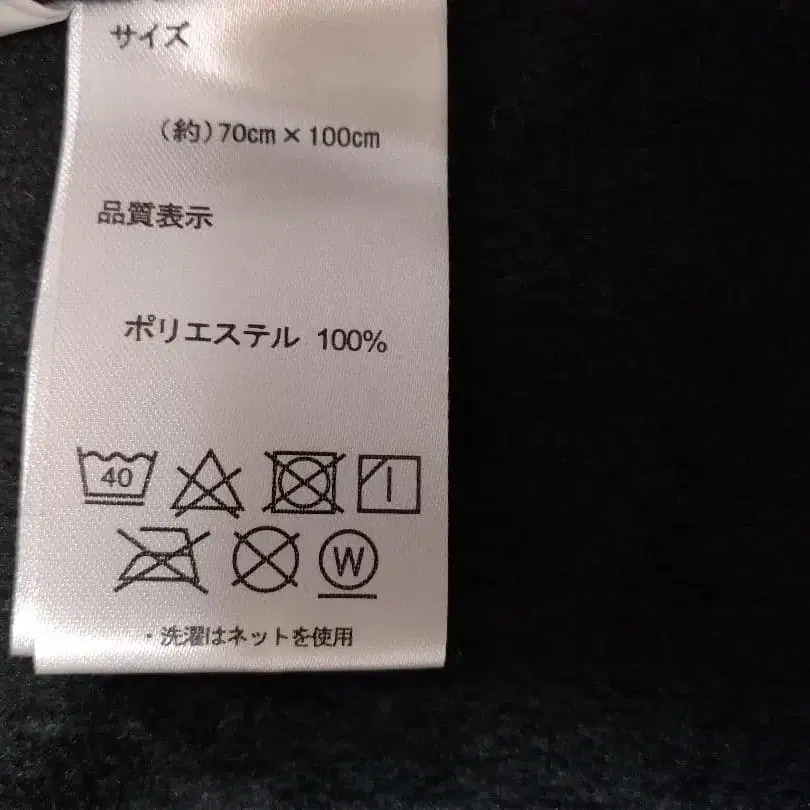 サイズ
（約）70cm×100cm
品質表示
ポリエステル 100%
40
W
・洗濯はネットを使用